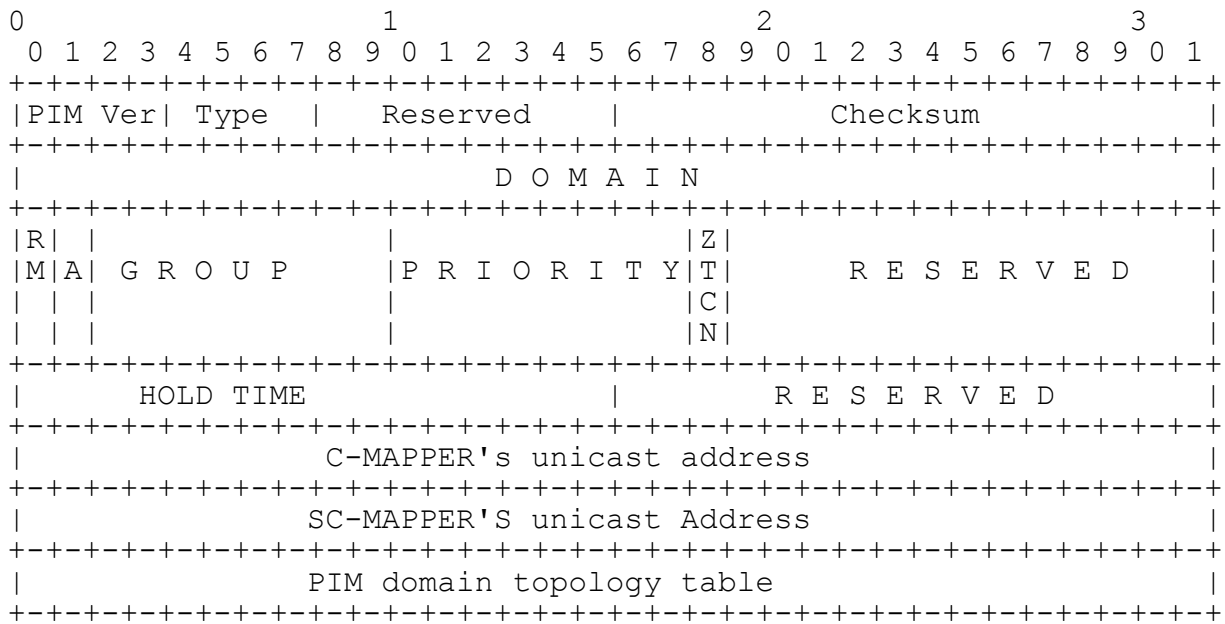 0                   1                   2                   3
 0 1 2 3 4 5 6 7 8 9 0 1 2 3 4 5 6 7 8 9 0 1 2 3 4 5 6 7 8 9 0 1
+-+-+-+-+-+-+-+-+-+-+-+-+-+-+-+-+-+-+-+-+-+-+-+-+-+-+-+-+-+-+-+-+
|PIM Ver| Type  |   Reserved    |           Checksum            |
+-+-+-+-+-+-+-+-+-+-+-+-+-+-+-+-+-+-+-+-+-+-+-+-+-+-+-+-+-+-+-+-+
|                         D O M A I N                           |
+-+-+-+-+-+-+-+-+-+-+-+-+-+-+-+-+-+-+-+-+-+-+-+-+-+-+-+-+-+-+-+-+
|R| |               |               |Z|                         |
|M|A| G R O U P     |P R I O R I T Y|T|      R E S E R V E D    |
| | |               |               |C|                         |
| | |               |               |N|                         |
+-+-+-+-+-+-+-+-+-+-+-+-+-+-+-+-+-+-+-+-+-+-+-+-+-+-+-+-+-+-+-+-+
|      HOLD TIME                |        R E S E R V E D        |
+-+-+-+-+-+-+-+-+-+-+-+-+-+-+-+-+-+-+-+-+-+-+-+-+-+-+-+-+-+-+-+-+
|                C-MAPPER's unicast address                     |
+-+-+-+-+-+-+-+-+-+-+-+-+-+-+-+-+-+-+-+-+-+-+-+-+-+-+-+-+-+-+-+-+
|               SC-MAPPER'S unicast Address                     |
+-+-+-+-+-+-+-+-+-+-+-+-+-+-+-+-+-+-+-+-+-+-+-+-+-+-+-+-+-+-+-+-+
|               PIM domain topology table                       |
+-+-+-+-+-+-+-+-+-+-+-+-+-+-+-+-+-+-+-+-+-+-+-+-+-+-+-+-+-+-+-+-+